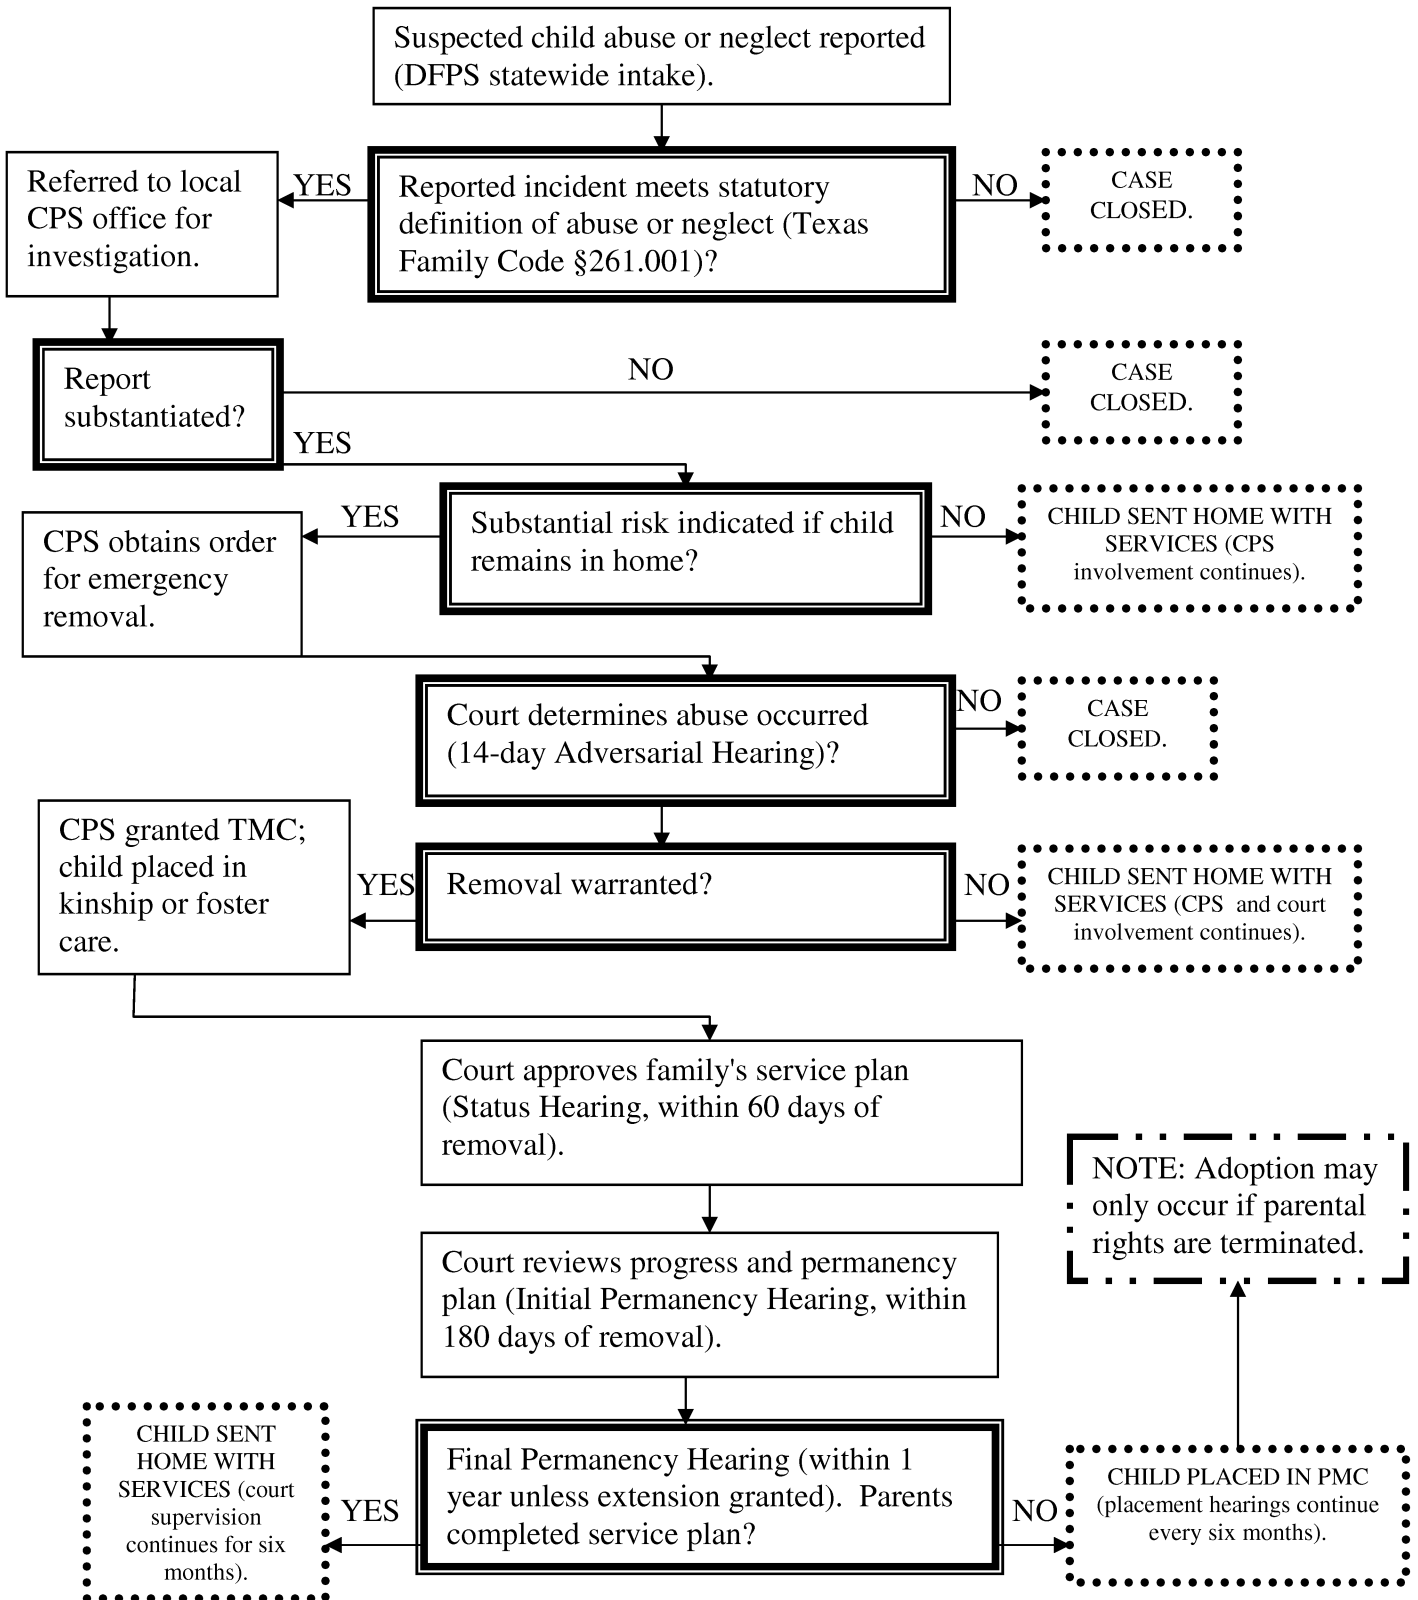 Suspected child abuse or neglect reported
(DFPS statewide intake).
Referred to local
CPS office for
investigation.
YES
Reported incident meets statutory
definition of abuse or neglect (Texas
Family Code §261.001)?
NO
CASE
CLOSED.
Report
substantiated?
NO
CASE
CLOSED.
YES
CPS obtains order
for emergency
removal.
YES
Substantial risk indicated if child
remains in home?
NO
CHILD SENT HOME WITH
SERVICES (CPS
involvement continues).
Court determines abuse occurred
(14-day Adversarial Hearing)?
NO
CASE
CLOSED.
CPS granted TMC;
child placed in
kinship or foster
care.
YES
Removal warranted?
NO
CHILD SENT HOME WITH
SERVICES (CPS and court
involvement continues).
Court approves family's service plan
(Status Hearing, within 60 days of
removal).
NOTE: Adoption may
only occur if parental
rights are terminated.
Court reviews progress and permanency
plan (Initial Permanency Hearing, within
180 days of removal).
CHILD SENT
HOME WITH
SERVICES (court
supervision
continues for six
months).
YES
Final Permanency Hearing (within 1
year unless extension granted). Parents
completed service plan?
NO
CHILD PLACED IN PMC
(placement hearings continue
every six months).